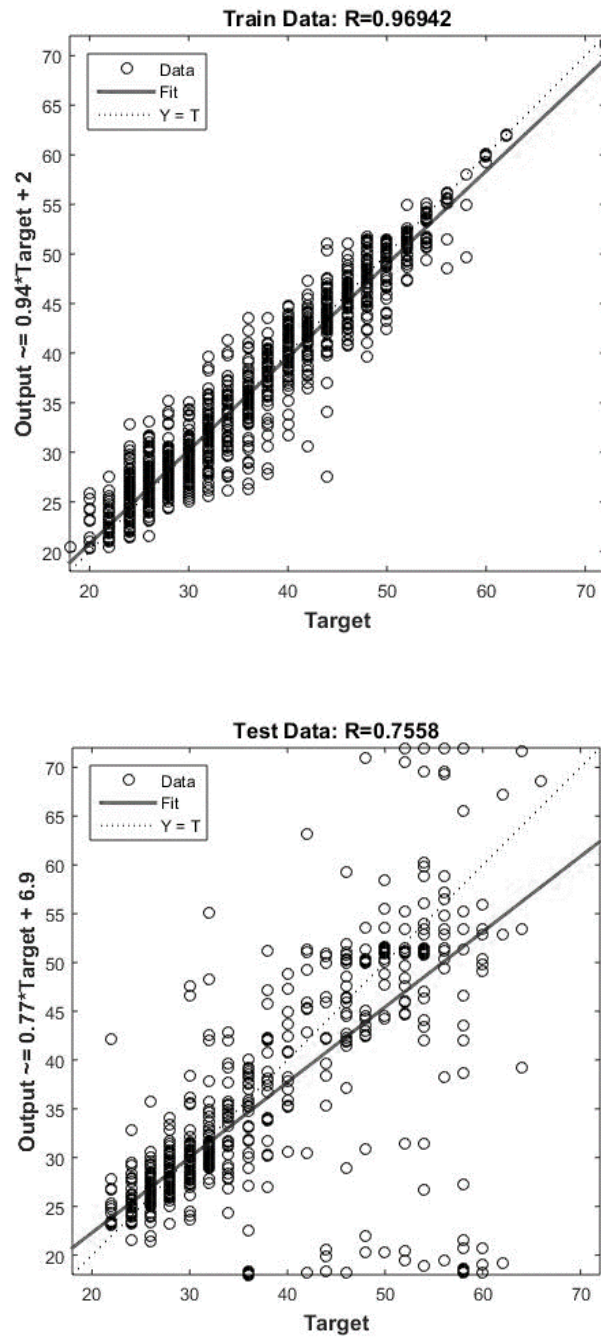 Train Data: R=0.96942
Data
Fit
Y = T
70
65
60
55
50
45
40
35
30
25
20
Output ~= 0.94*Target + 2
20 30 40 50 60 70
Target
Test Data: R=0.7558
Data
Fit
Y = T
70
65
60
55
50
45
40
35
30
25
20
Output ~= 0.77*Target + 6.9
20 30 40 50 60 70
Target